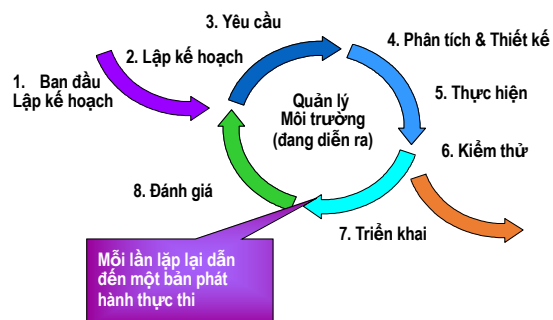 1. Ban đầu
Lập kế hoạch
2. Lập kế hoạch
3. Yêu cầu
4. Phân tích & Thiết kế
5. Thực hiện
6. Kiểm thử
7. Triển khai
8. Đánh giá
Quản lý
Môi trường
(đang diễn ra)
Mỗi lần lặp lại dẫn
đến một bản phát
hành thực thi